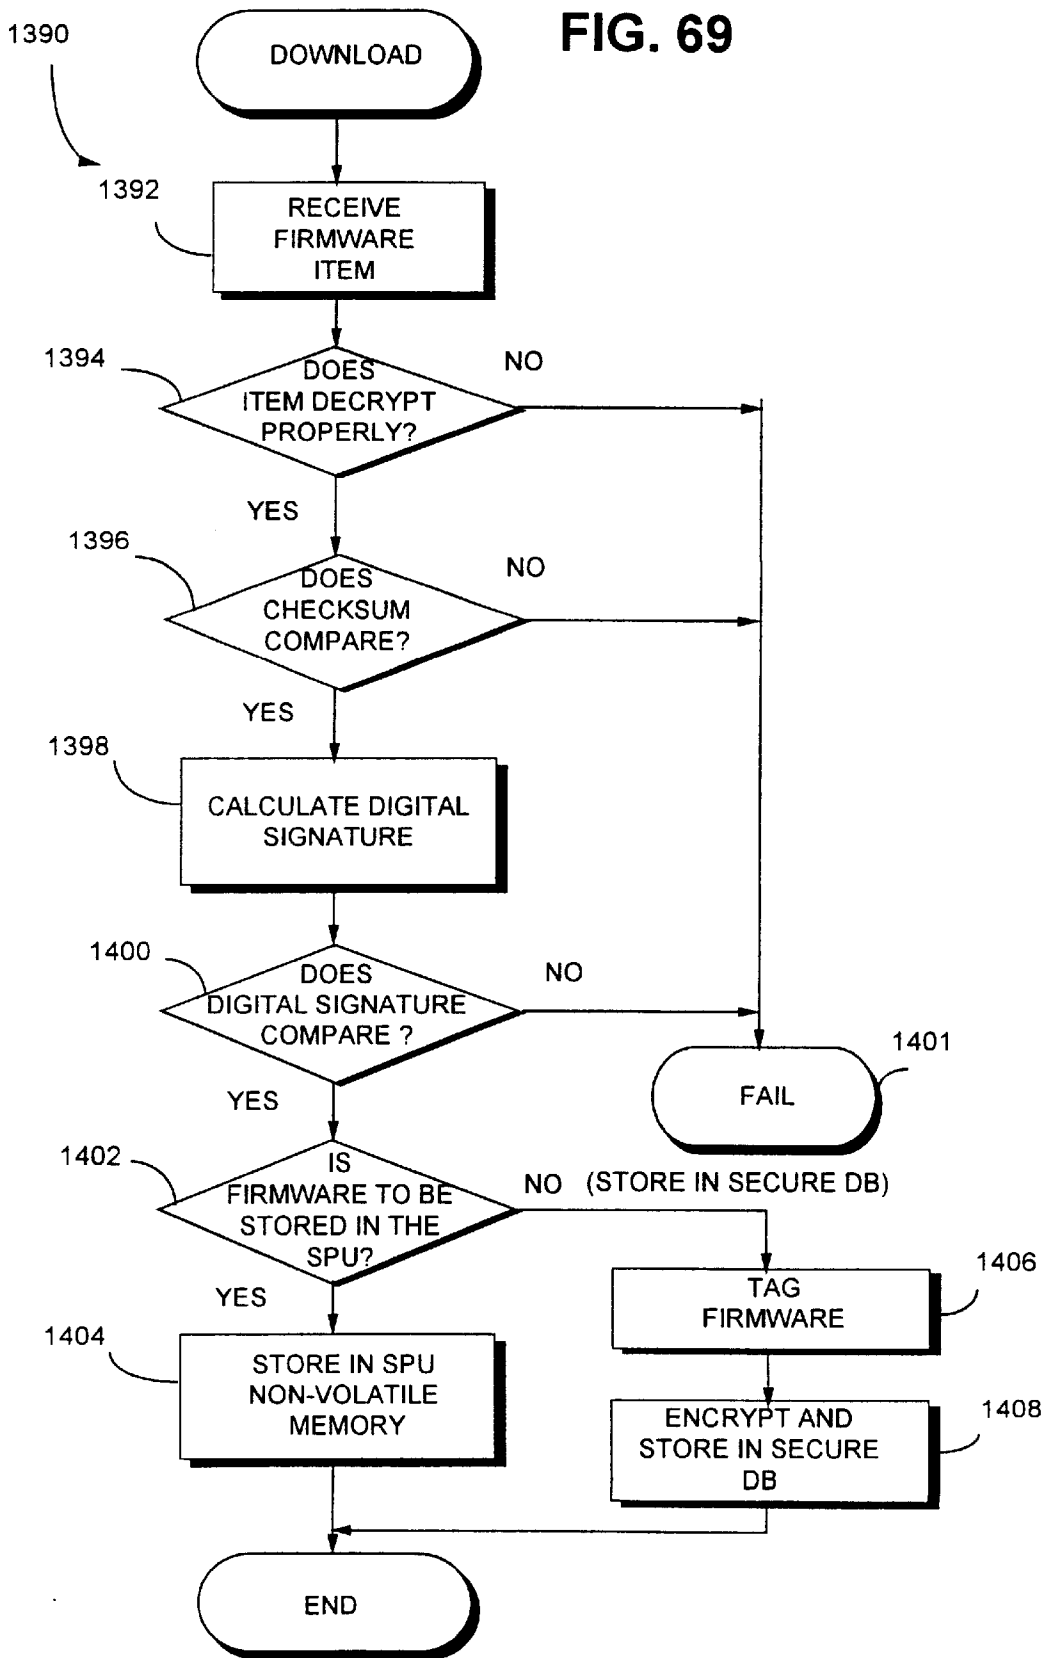 1390
DOWNLOAD
FIG. 69
1392
RECEIVE
FIRMWARE
ITEM
1394
DOES
ITEM DECRYPT
PROPERLY?
NO
YES
1396
DOES
CHECKSUM
COMPARE?
NO
YES
1398
CALCULATE DIGITAL
SIGNATURE
1400
DOES
DIGITAL SIGNATURE
COMPARE ?
NO
YES
1401
FAIL
1402
IS
FIRMWARE TO BE
STORED IN THE
SPU?
NO (STORE IN SECURE DB)
YES
1404
STORE IN SPU
NON-VOLATILE
MEMORY
1406
TAG
FIRMWARE
1408
ENCRYPT AND
STORE IN SECURE
DB
END